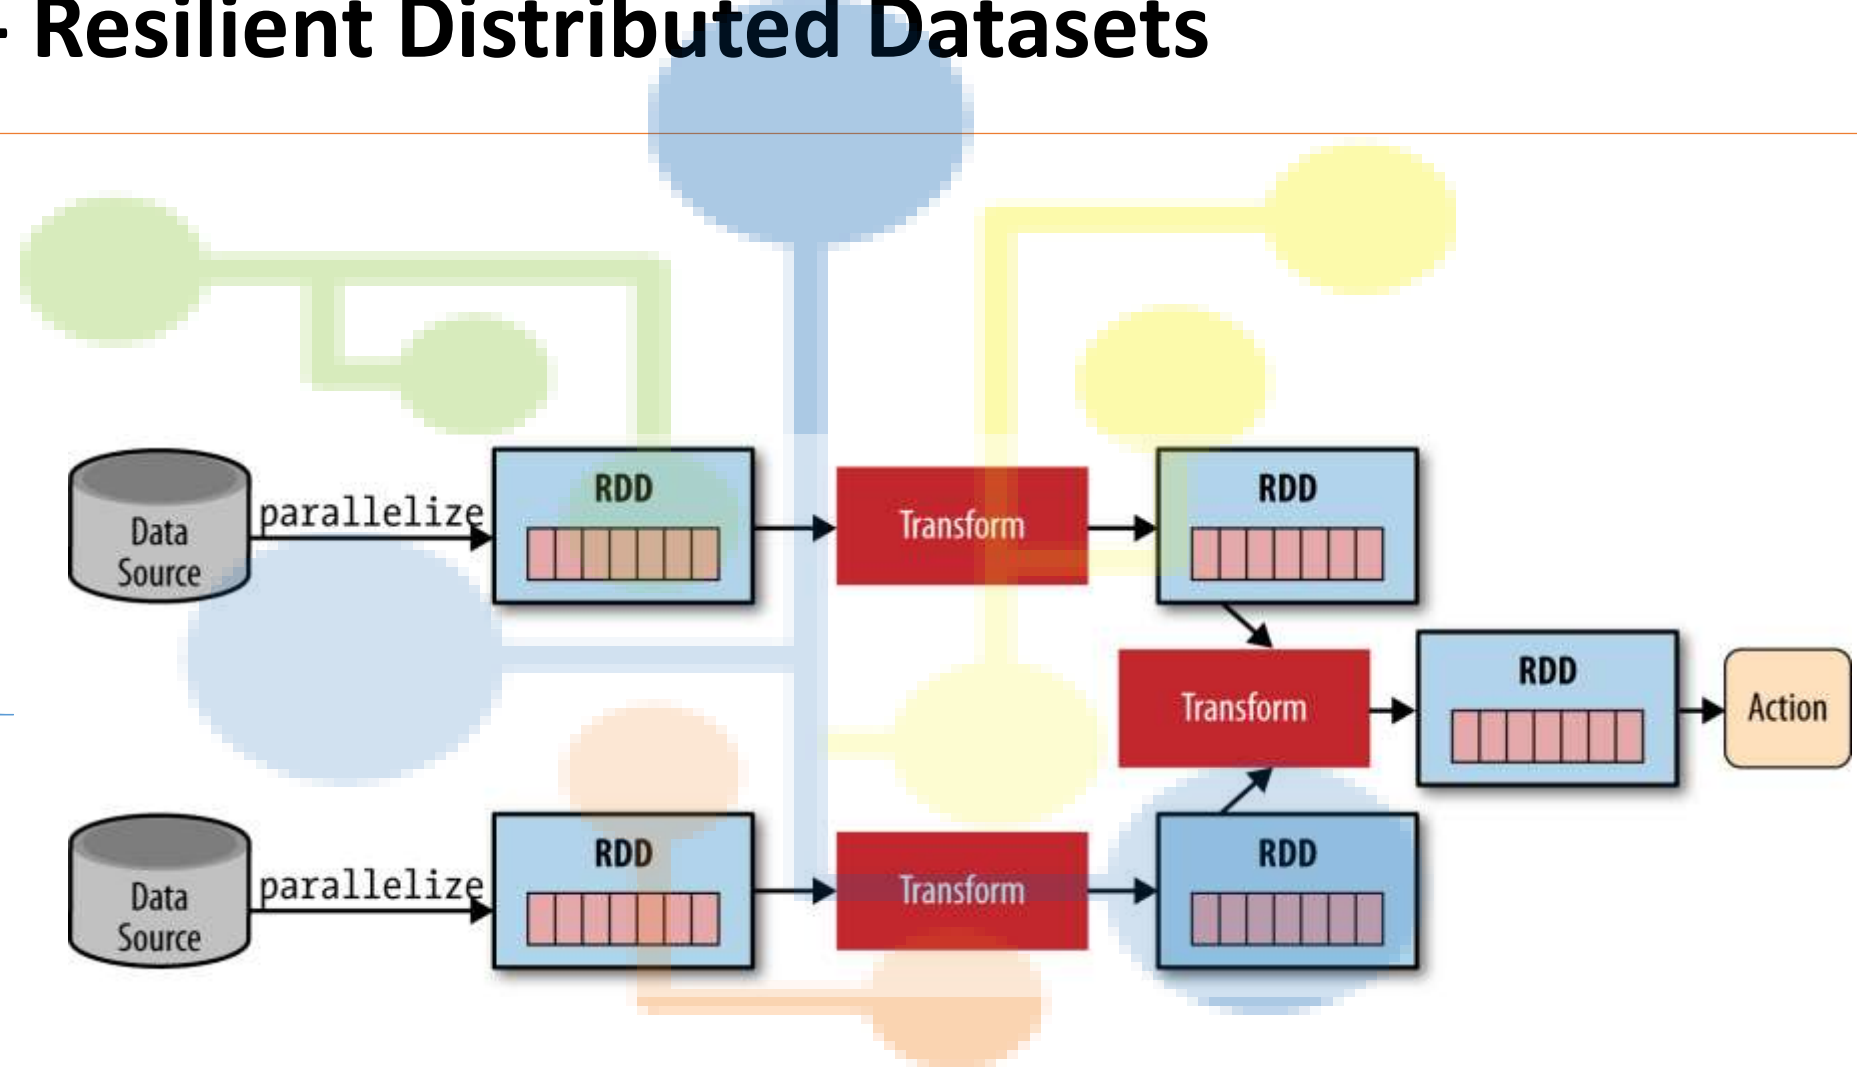 - Resilient Distributed Datasets
Data
Source
parallelize
RDD
Transform
RDD
Transform
RDD
Action
Data
Source
parallelize
RDD
Transform
RDD